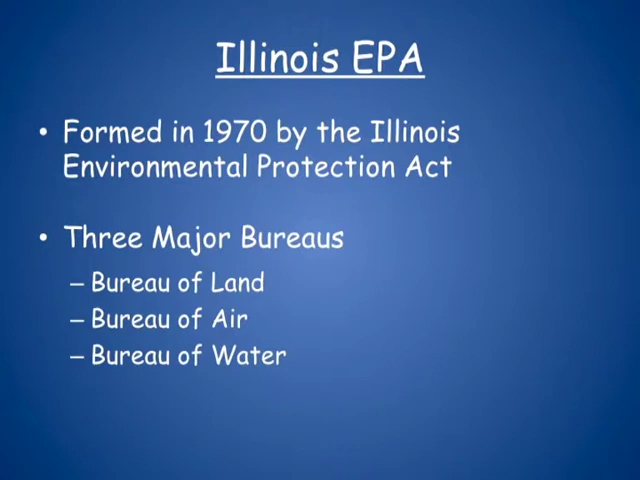 Illinois EPA
• Formed in 1970 by the Illinois
Environmental Protection Act
• Three Major Bureaus
– Bureau of Land
– Bureau of Air
– Bureau of Water